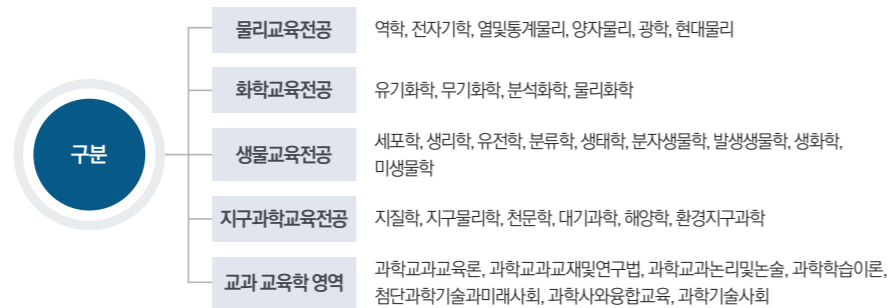 구분
물리교육전공
역학, 전자기학, 열및통계물리, 양자물리, 광학, 현대물리
화학교육전공
유기화학, 무기화학, 분석화학, 물리화학
생물교육전공
세포학, 생리학, 유전학, 분류학, 생태학, 분자생물학, 발생생물학, 생화학,
미생물학
지구과학교육전공
지질학, 지구물리학, 천문학, 대기과학, 해양학, 환경지구과학
교과 교육학 영역
과학교과교육론, 과학교과교재및연구법, 과학교과논리및논술, 과학학습이론,
첨단과학기술과미래사회, 과학사와융합교육, 과학기술사회